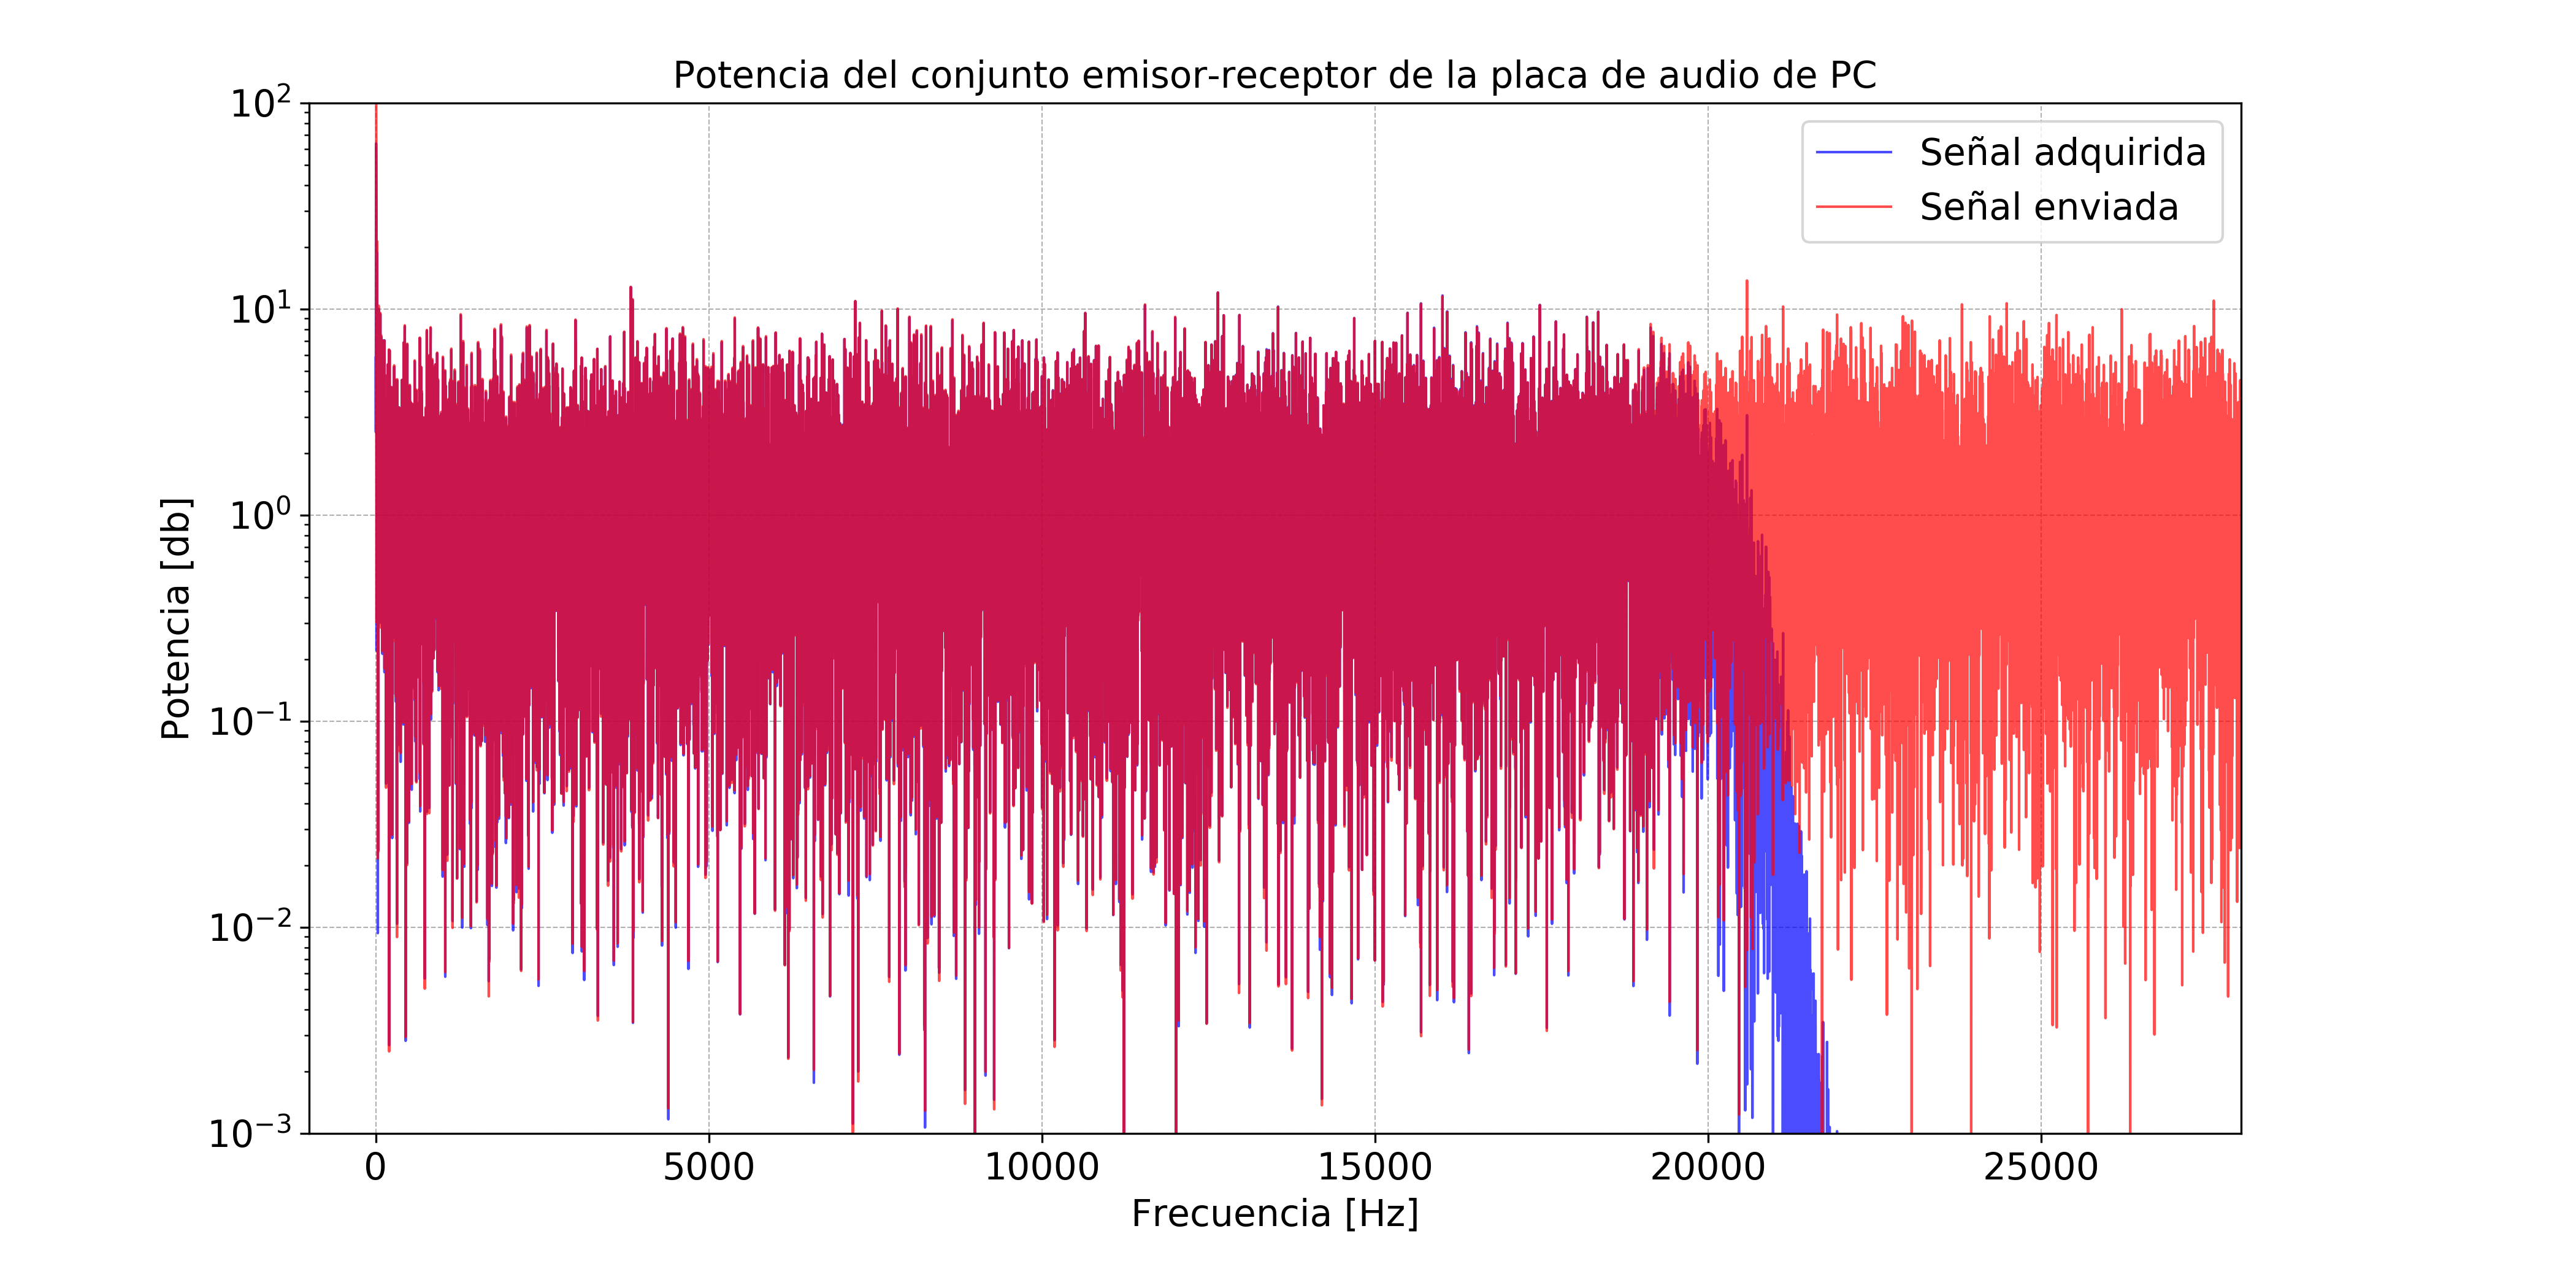 Potencia del conjunto emisor-receptor de la placa de audio de PC
Señal adquirida
Señal enviada
Potencia [db]
10²
10¹
10⁰
10⁻¹
10⁻²
10⁻³
0 5000 10000 15000 20000 25000
Frecuencia [Hz]